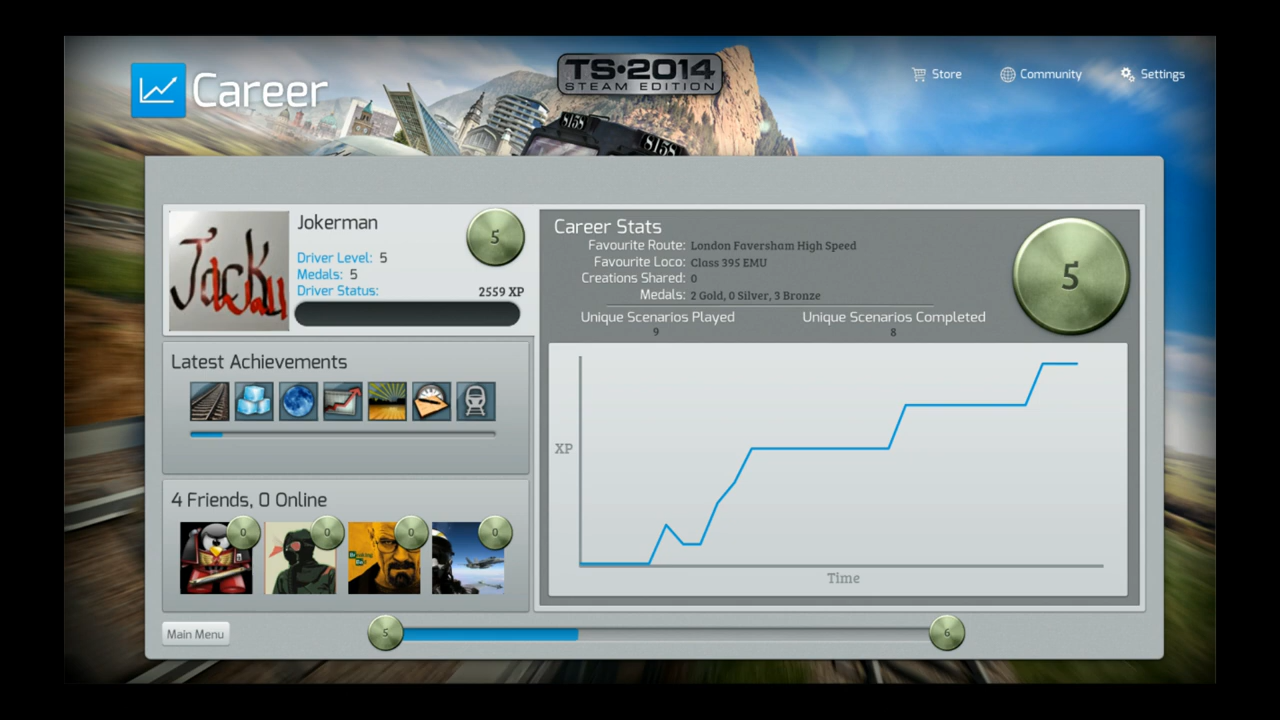 Career
TS·2014
STEAM EDITION
Store
Community
Settings
8158
8158
Jacku
Jokerman
Driver Level: 5
Medals: 5
Driver Status:
2559 XP
5
Career Stats
Favourite Route: London Faversham High Speed
Favourite Loco: Class 395 EMU
Creations Shared: 0
Medals: 2 Gold, 0 Silver, 3 Bronze
Unique Scenarios Played
9
Unique Scenarios Completed
8
5
Latest Achievements
XP
Time
4 Friends, 0 Online
0
0
0
0
Main Menu
5
6